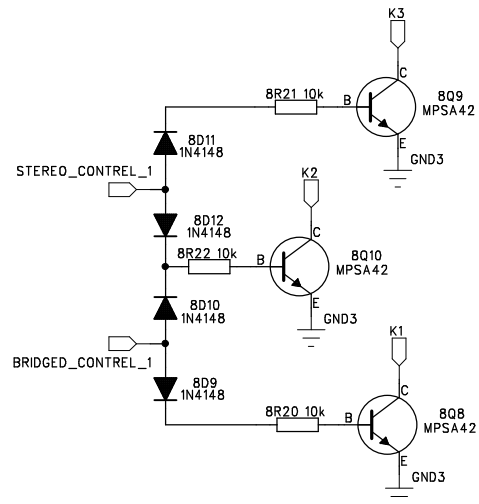 K3
C
8R21 10k
B
8Q9
MPSA42
E
GND3
8D11
1N4148
STEREO_CONTREL_1
K2
8D12
1N4148
C
8R22 10k
B
8Q10
MPSA42
E
GND3
8D10
1N4148
BRIDGED_CONTREL_1
K1
8D9
1N4148
C
8R20 10k
B
8Q8
MPSA42
E
GND3